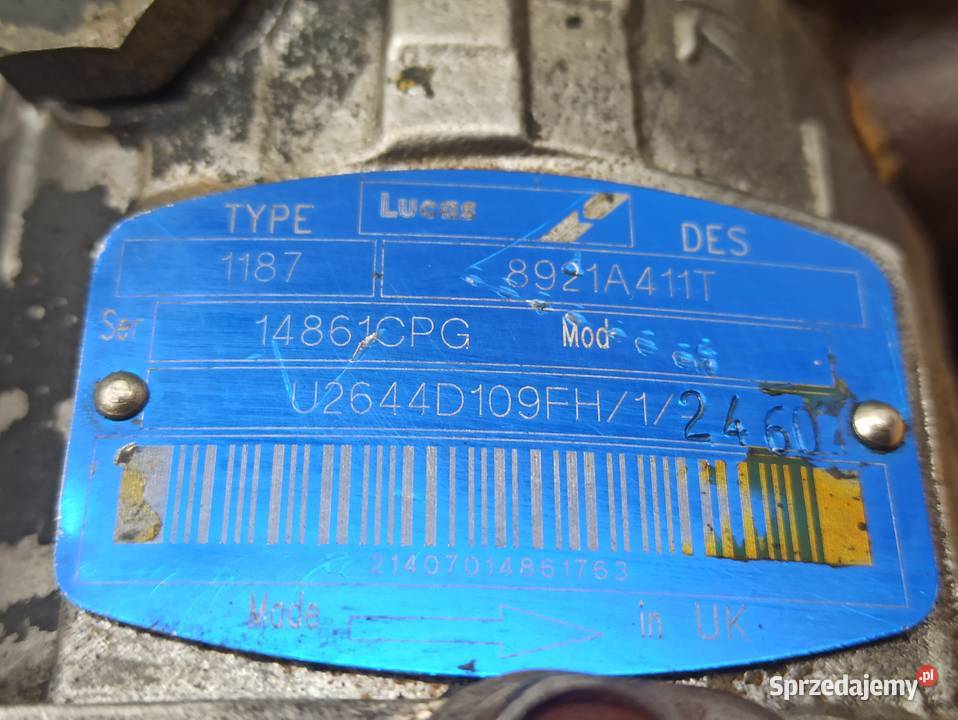 TYPE Lucas DES
1187 8921A411T
Ser 14861CPG Mod
U2644D109FH/1/2460
21407014861763
Made in UK
Sprzedajemy.pl